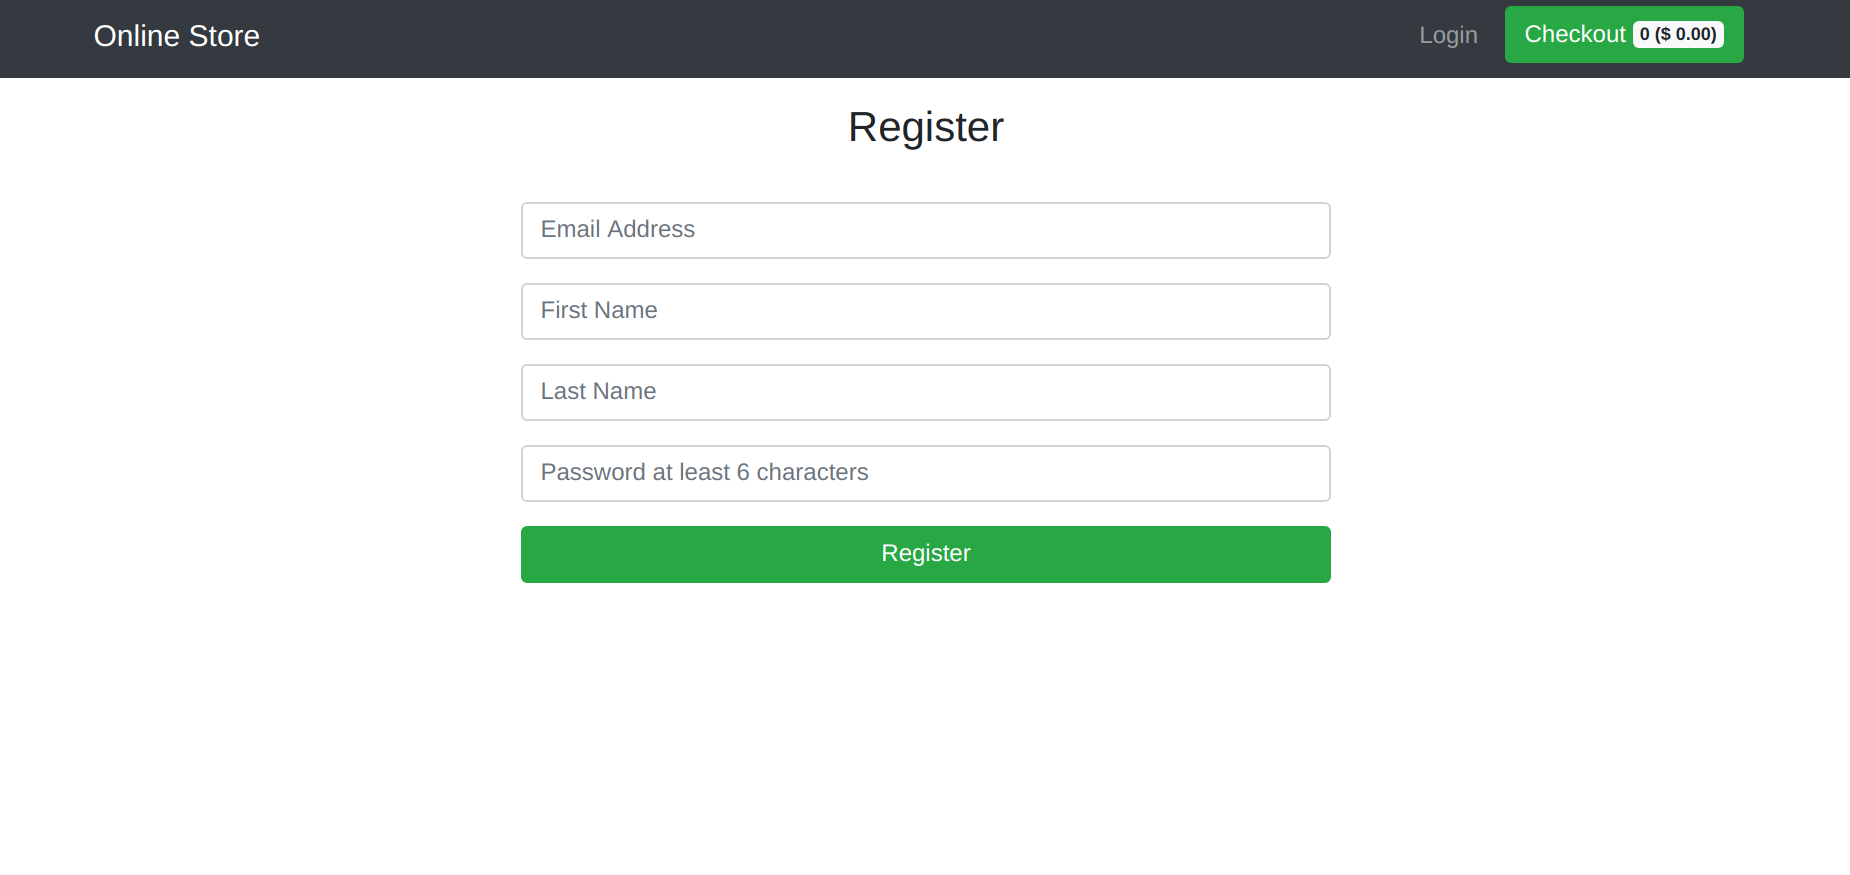 Online Store
Login
Checkout 0 ($ 0.00)
Register
Email Address
First Name
Last Name
Password at least 6 characters
Register